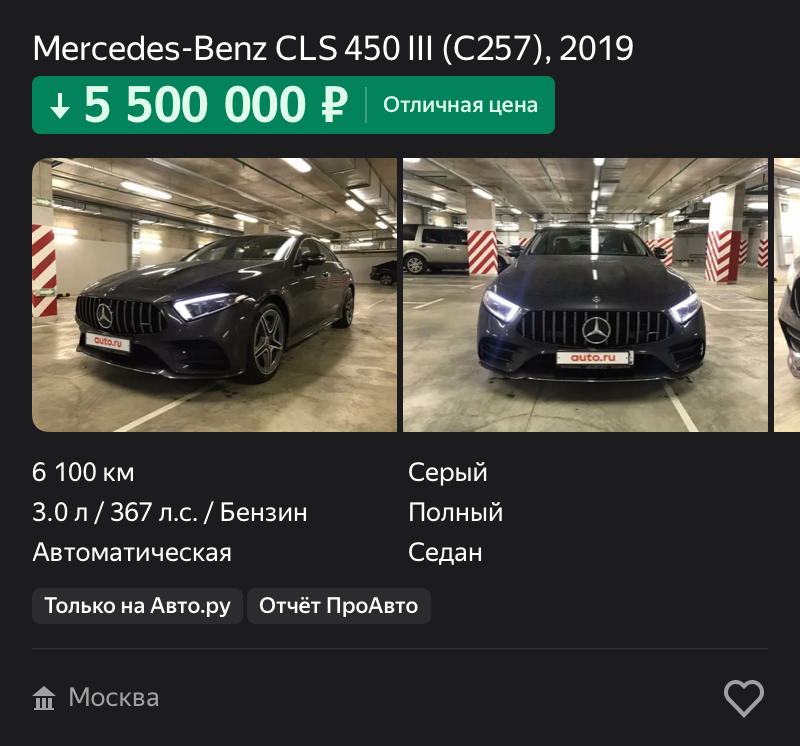 Mercedes-Benz CLS 450 III (C257), 2019
↓ 5 500 000 ₽ Отличная цена
auto.ru
auto.ru
6 100 км Серый
3.0 л / 367 л.с. / Бензин Полный
Автоматическая Седан
Только на Авто.ру Отчёт ПроАвто
Москва